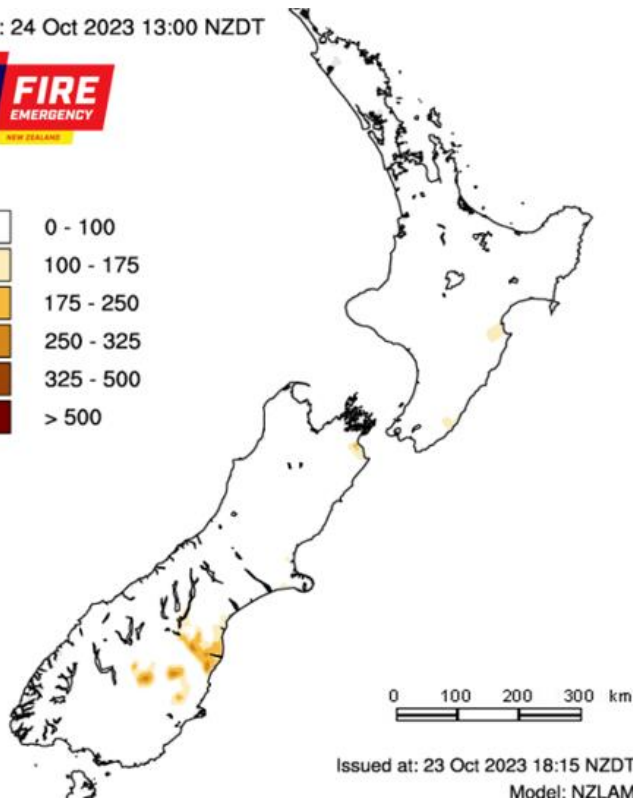 : 24 Oct 2023 13:00 NZDT
FIRE
EMERGENCY
NEW ZEALAND
0 - 100
100 - 175
175 - 250
250 - 325
325 - 500
> 500
0 100 200 300 km
Issued at: 23 Oct 2023 18:15 NZDT
Model: NZLAM